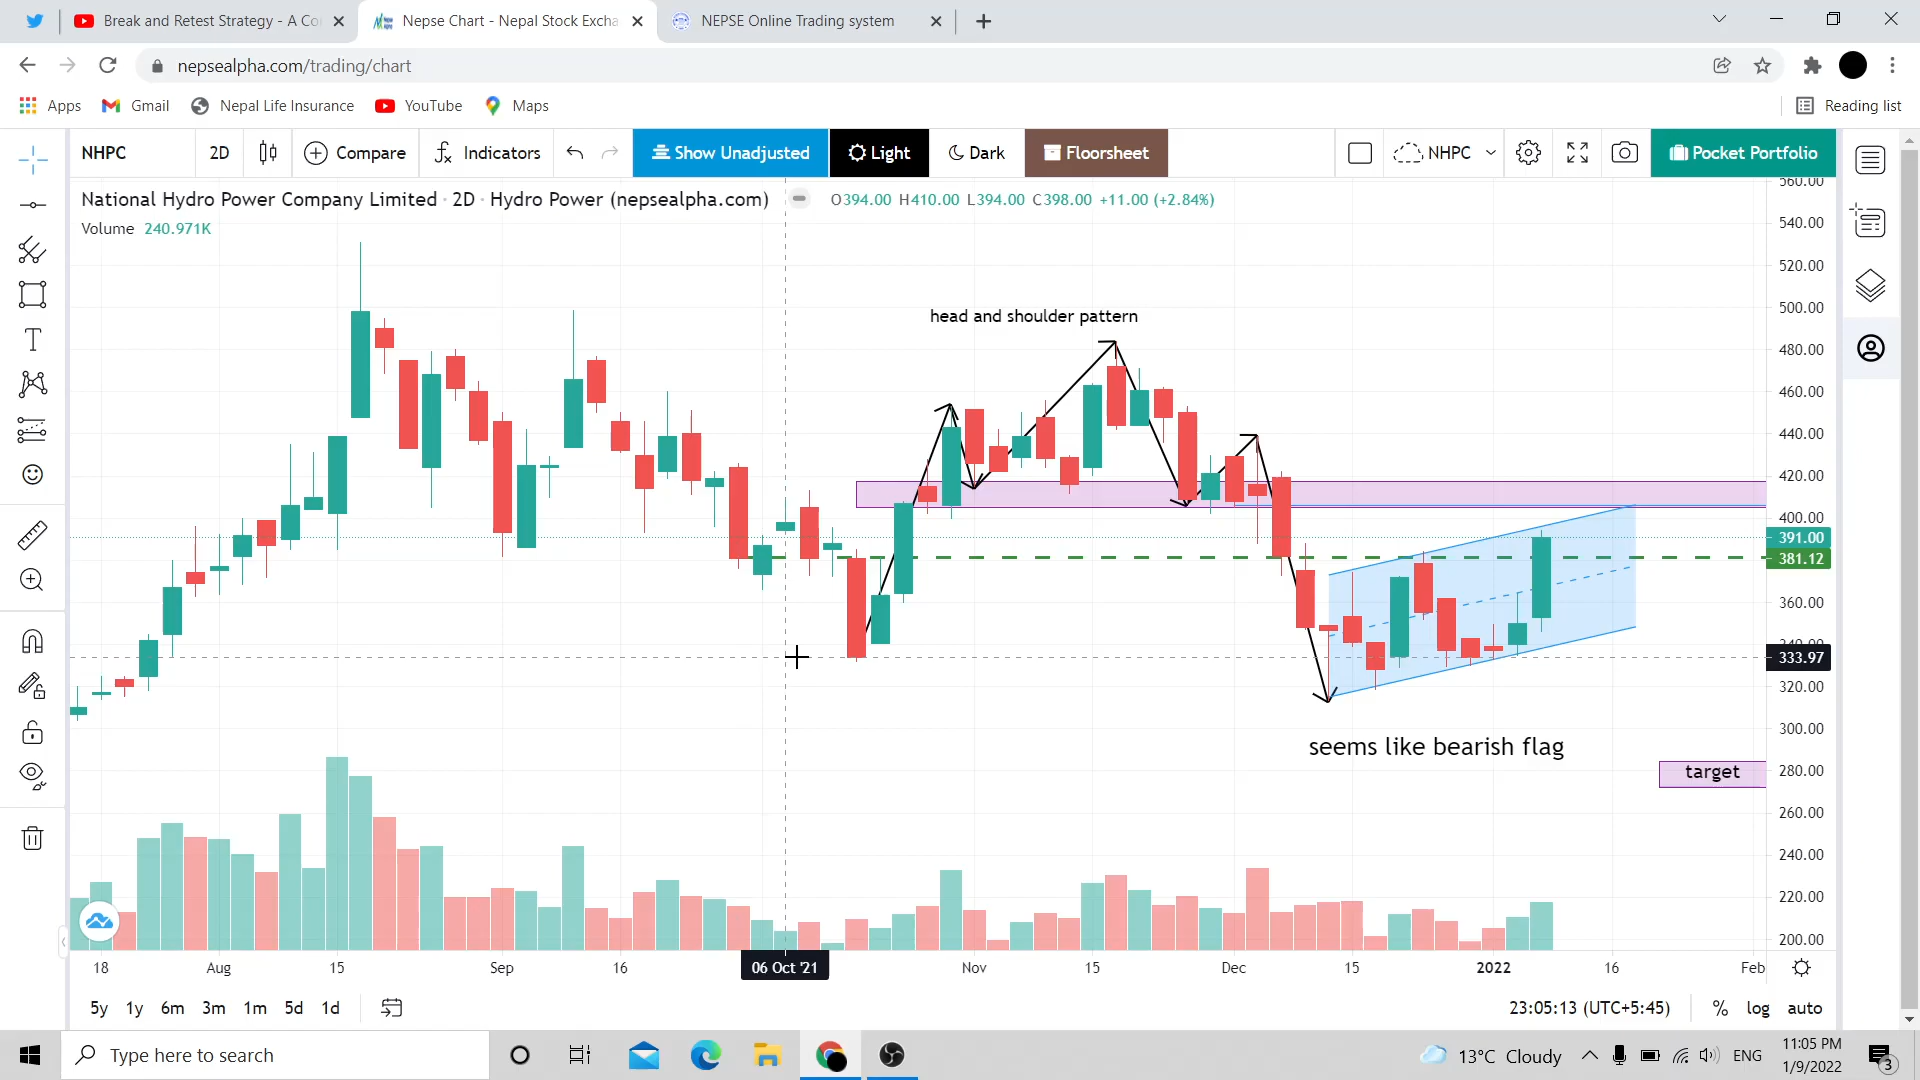 Break and Retest Strategy - A Co
Nepse Chart - Nepal Stock Excha
NEPSE Online Trading system
nepsealpha.com/trading/chart
Apps
Gmail
Nepal Life Insurance
YouTube
Maps
Reading list
NHPC
2D
Compare
Indicators
Show Unadjusted
Light
Dark
Floorsheet
NHPC
Pocket Portfolio
National Hydro Power Company Limited · 2D · Hydro Power (nepsealpha.com)
O394.00 H410.00 L394.00 C398.00 +11.00 (+2.84%)
Volume 240.971K
head and shoulder pattern
seems like bearish flag
target
560.00
540.00
520.00
500.00
480.00
460.00
440.00
420.00
400.00
391.00
381.12
360.00
340.00
333.97
320.00
300.00
280.00
260.00
240.00
220.00
200.00
18
Aug
15
Sep
16
06 Oct '21
Nov
15
Dec
15
2022
16
Feb
5y 1y 6m 3m 1m 5d 1d
23:05:13 (UTC+5:45)
% log auto
Type here to search
13°C Cloudy
ENG
11:05 PM
1/9/2022
3